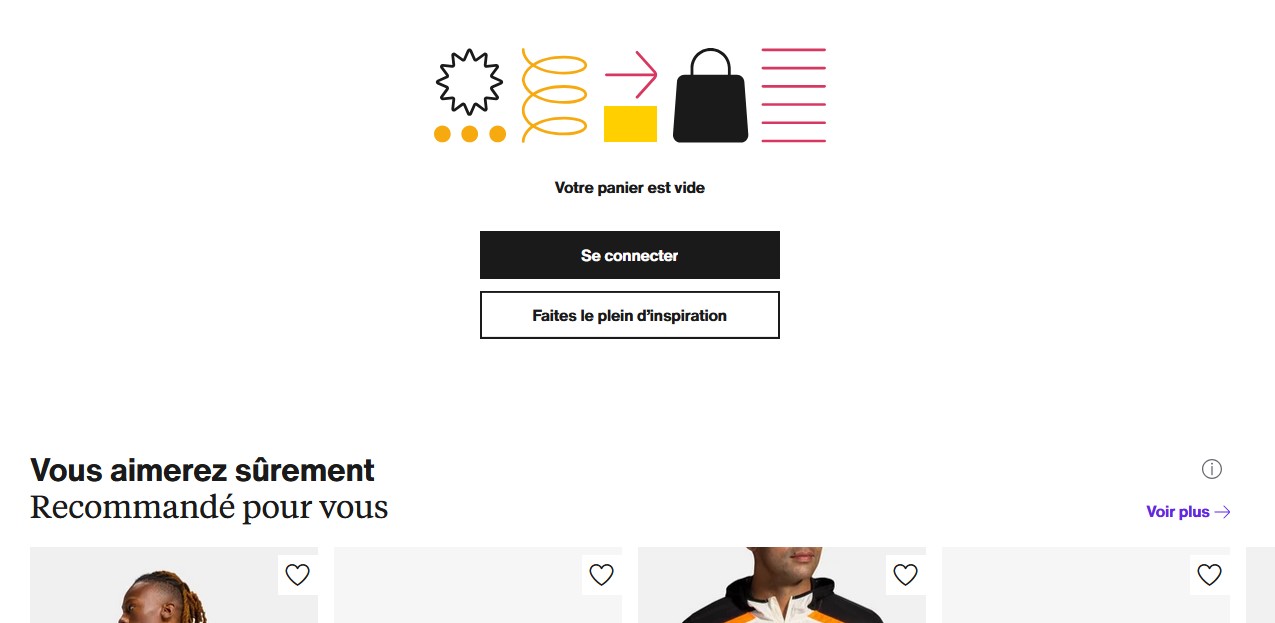 Votre panier est vide
Se connecter
Faites le plein d’inspiration
Vous aimerez sûrement
Recommandé pour vous
Voir plus